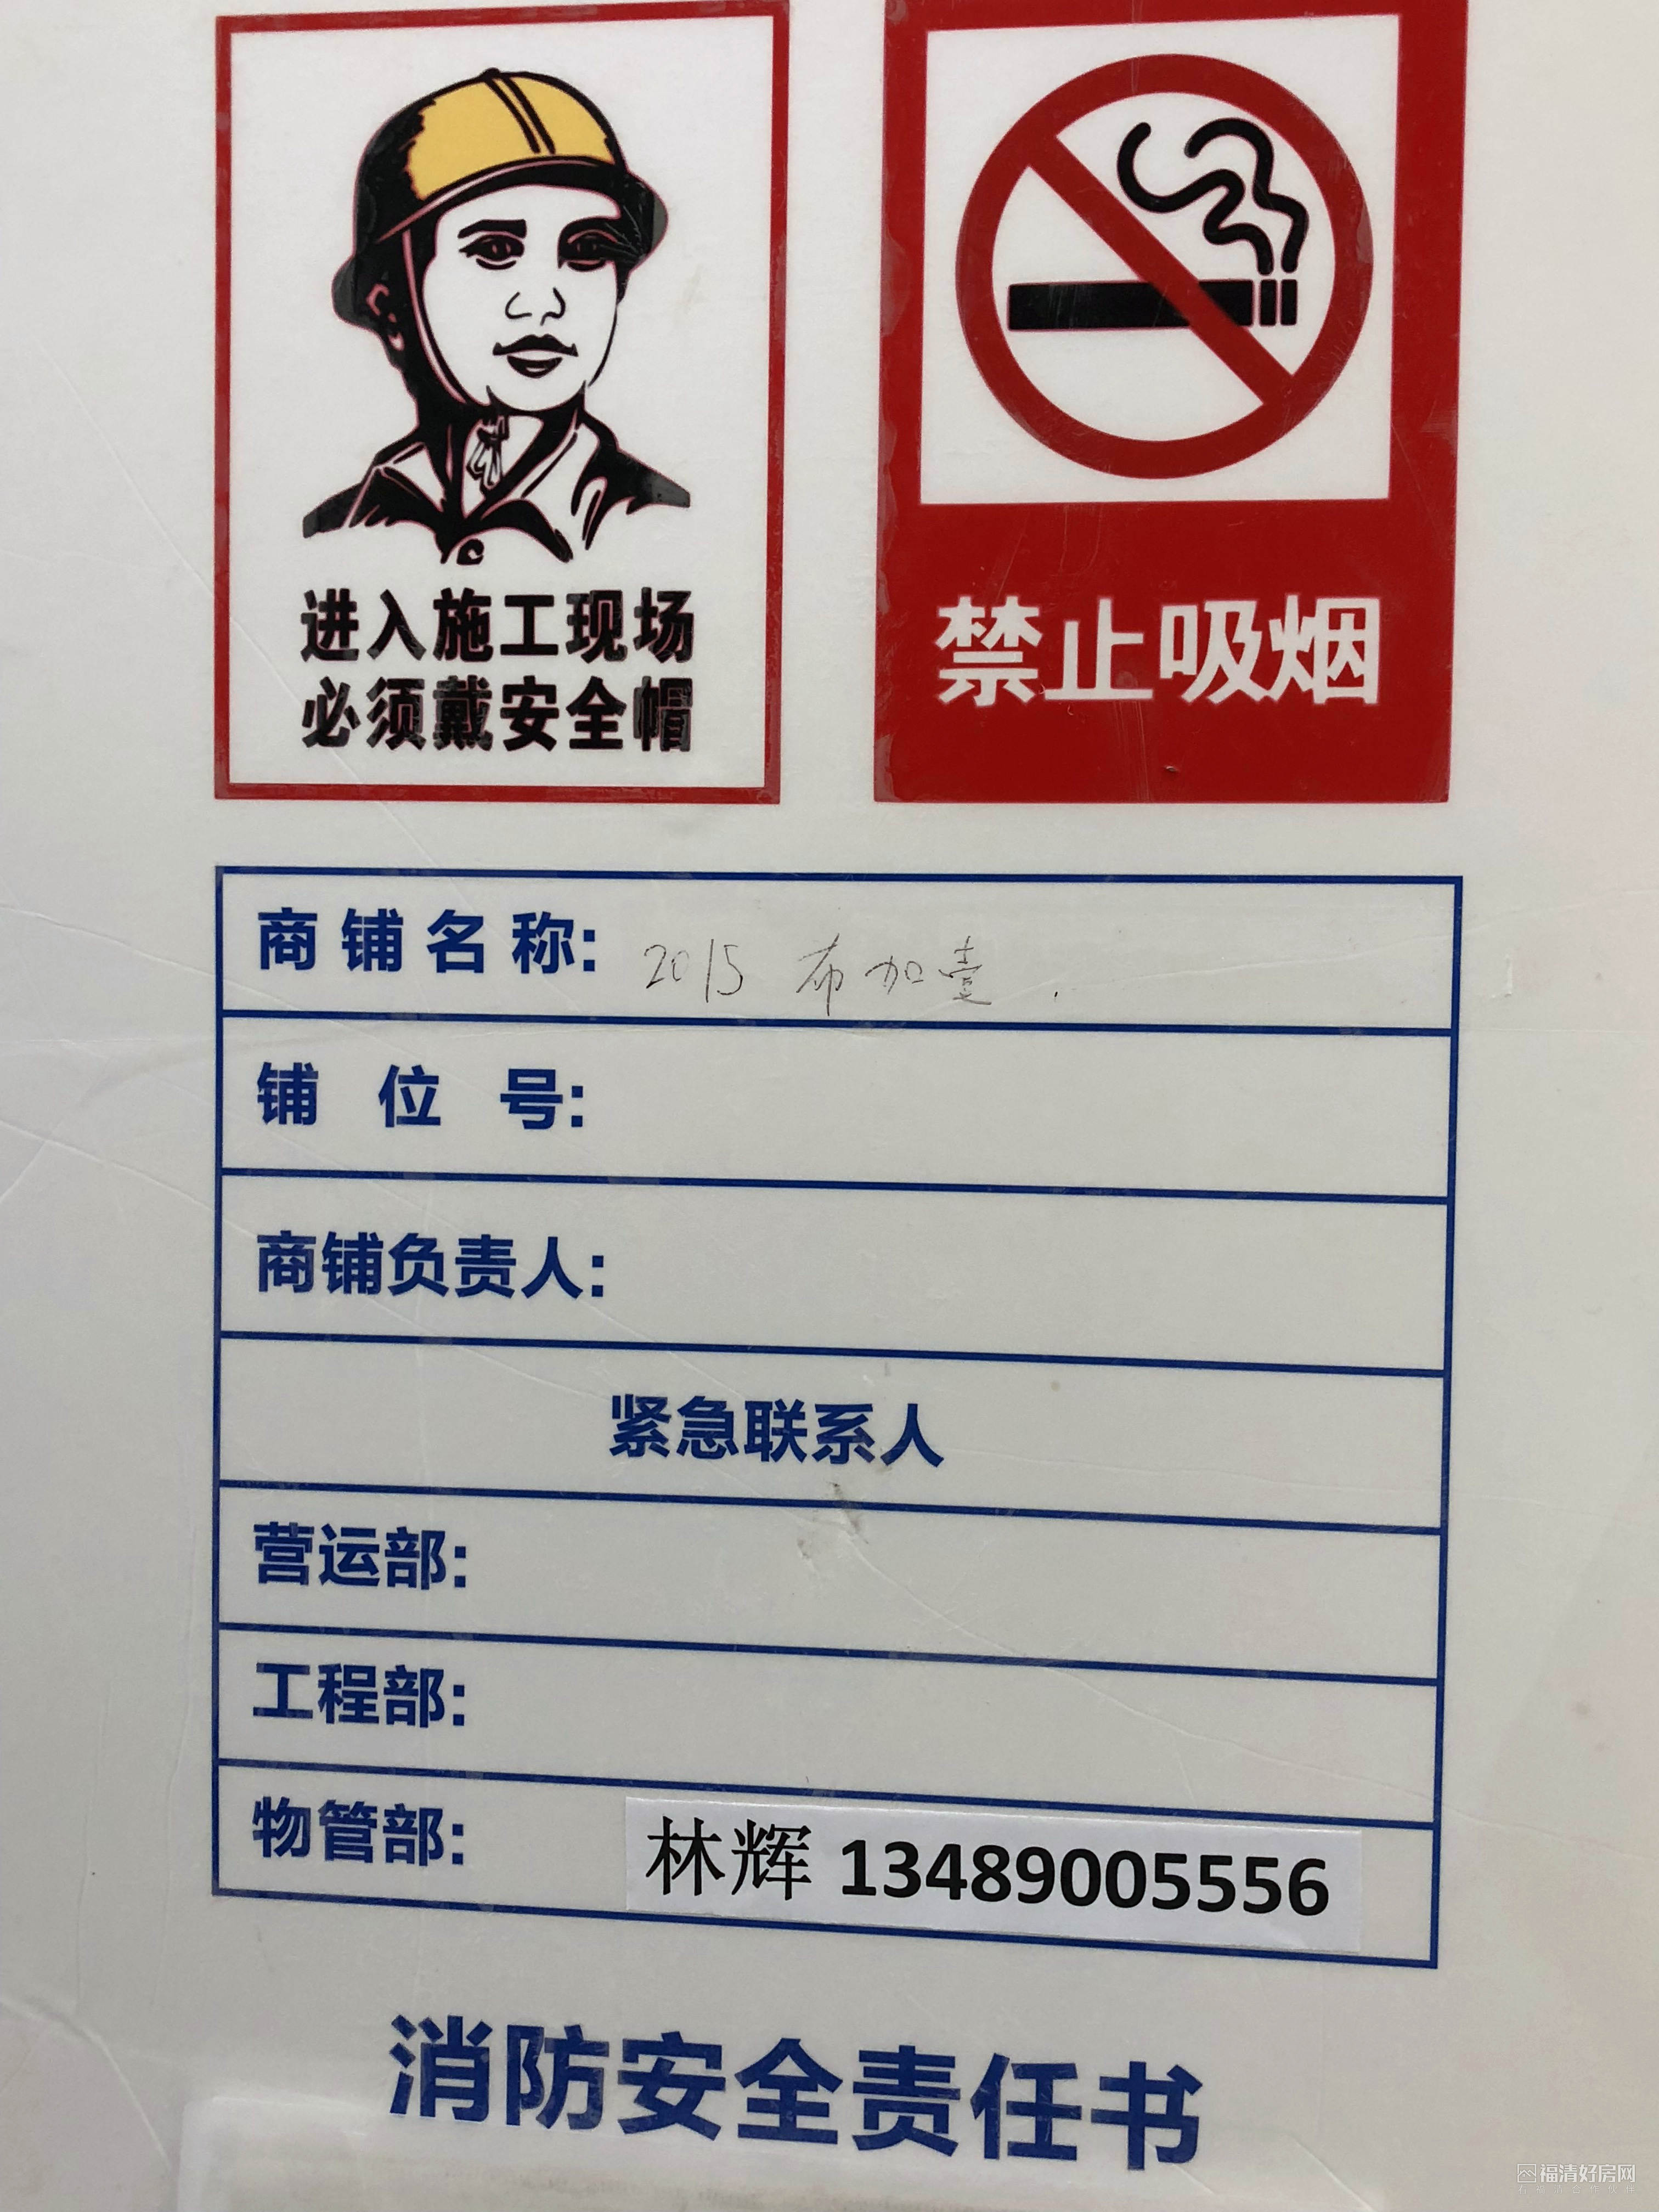 进入施工现场
必须戴安全帽
禁止吸烟
商铺名称: 2015 布加壹
铺位号:
商铺负责人:
紧急联系人
营运部:
工程部:
物管部: 林辉 13489005556
消防安全责任书
福清好房网